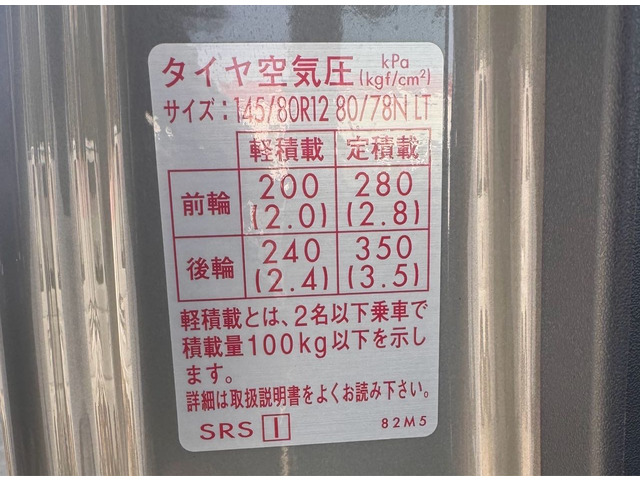 タイヤ空気圧 kPa (kgf/cm²)
サイズ：145/80R12 80/78N LT
軽積載 定積載
前輪 200 (2.0) 280 (2.8)
後輪 240 (2.4) 350 (3.5)
軽積載とは、2名以下乗車で
積載量100kg以下を示し
ます。
詳細は取扱説明書をよくお読み下さい。
SRS I 82M5